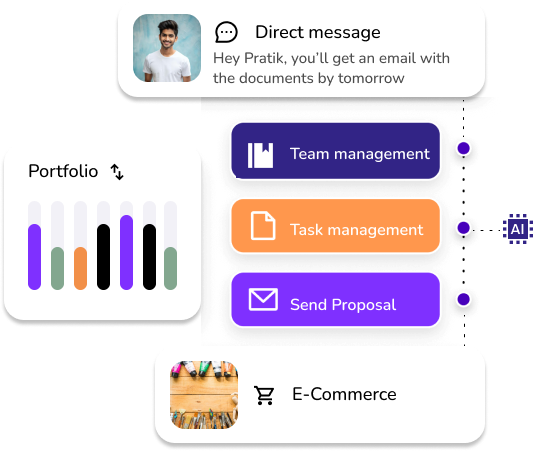 Direct message
Hey Pratik, you’ll get an email with
the documents by tomorrow
Team management
Portfolio
Task management
AI
Send Proposal
E-Commerce